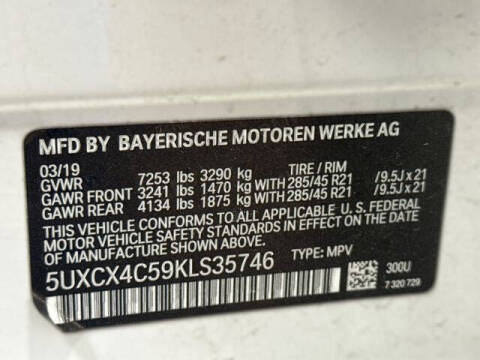 MFD BY BAYERISCHE MOTOREN WERKE AG
03/19 TIRE / RIM
GVWR 7253 lbs 3290 kg
GAWR FRONT 3241 lbs 1470 kg WITH 285/45 R21 /9.5J x 21
GAWR REAR 4134 lbs 1875 kg WITH 285/45 R21 /9.5J x 21
THIS VEHICLE CONFORMS TO ALL APPLICABLE U.S. FEDERAL
MOTOR VEHICLE SAFETY STANDARDS IN EFFECT ON THE
DATE OF MANUFACTURE SHOWN ABOVE.
5UXCX4C59KLS35746 TYPE: MPV
300U
7 320 729